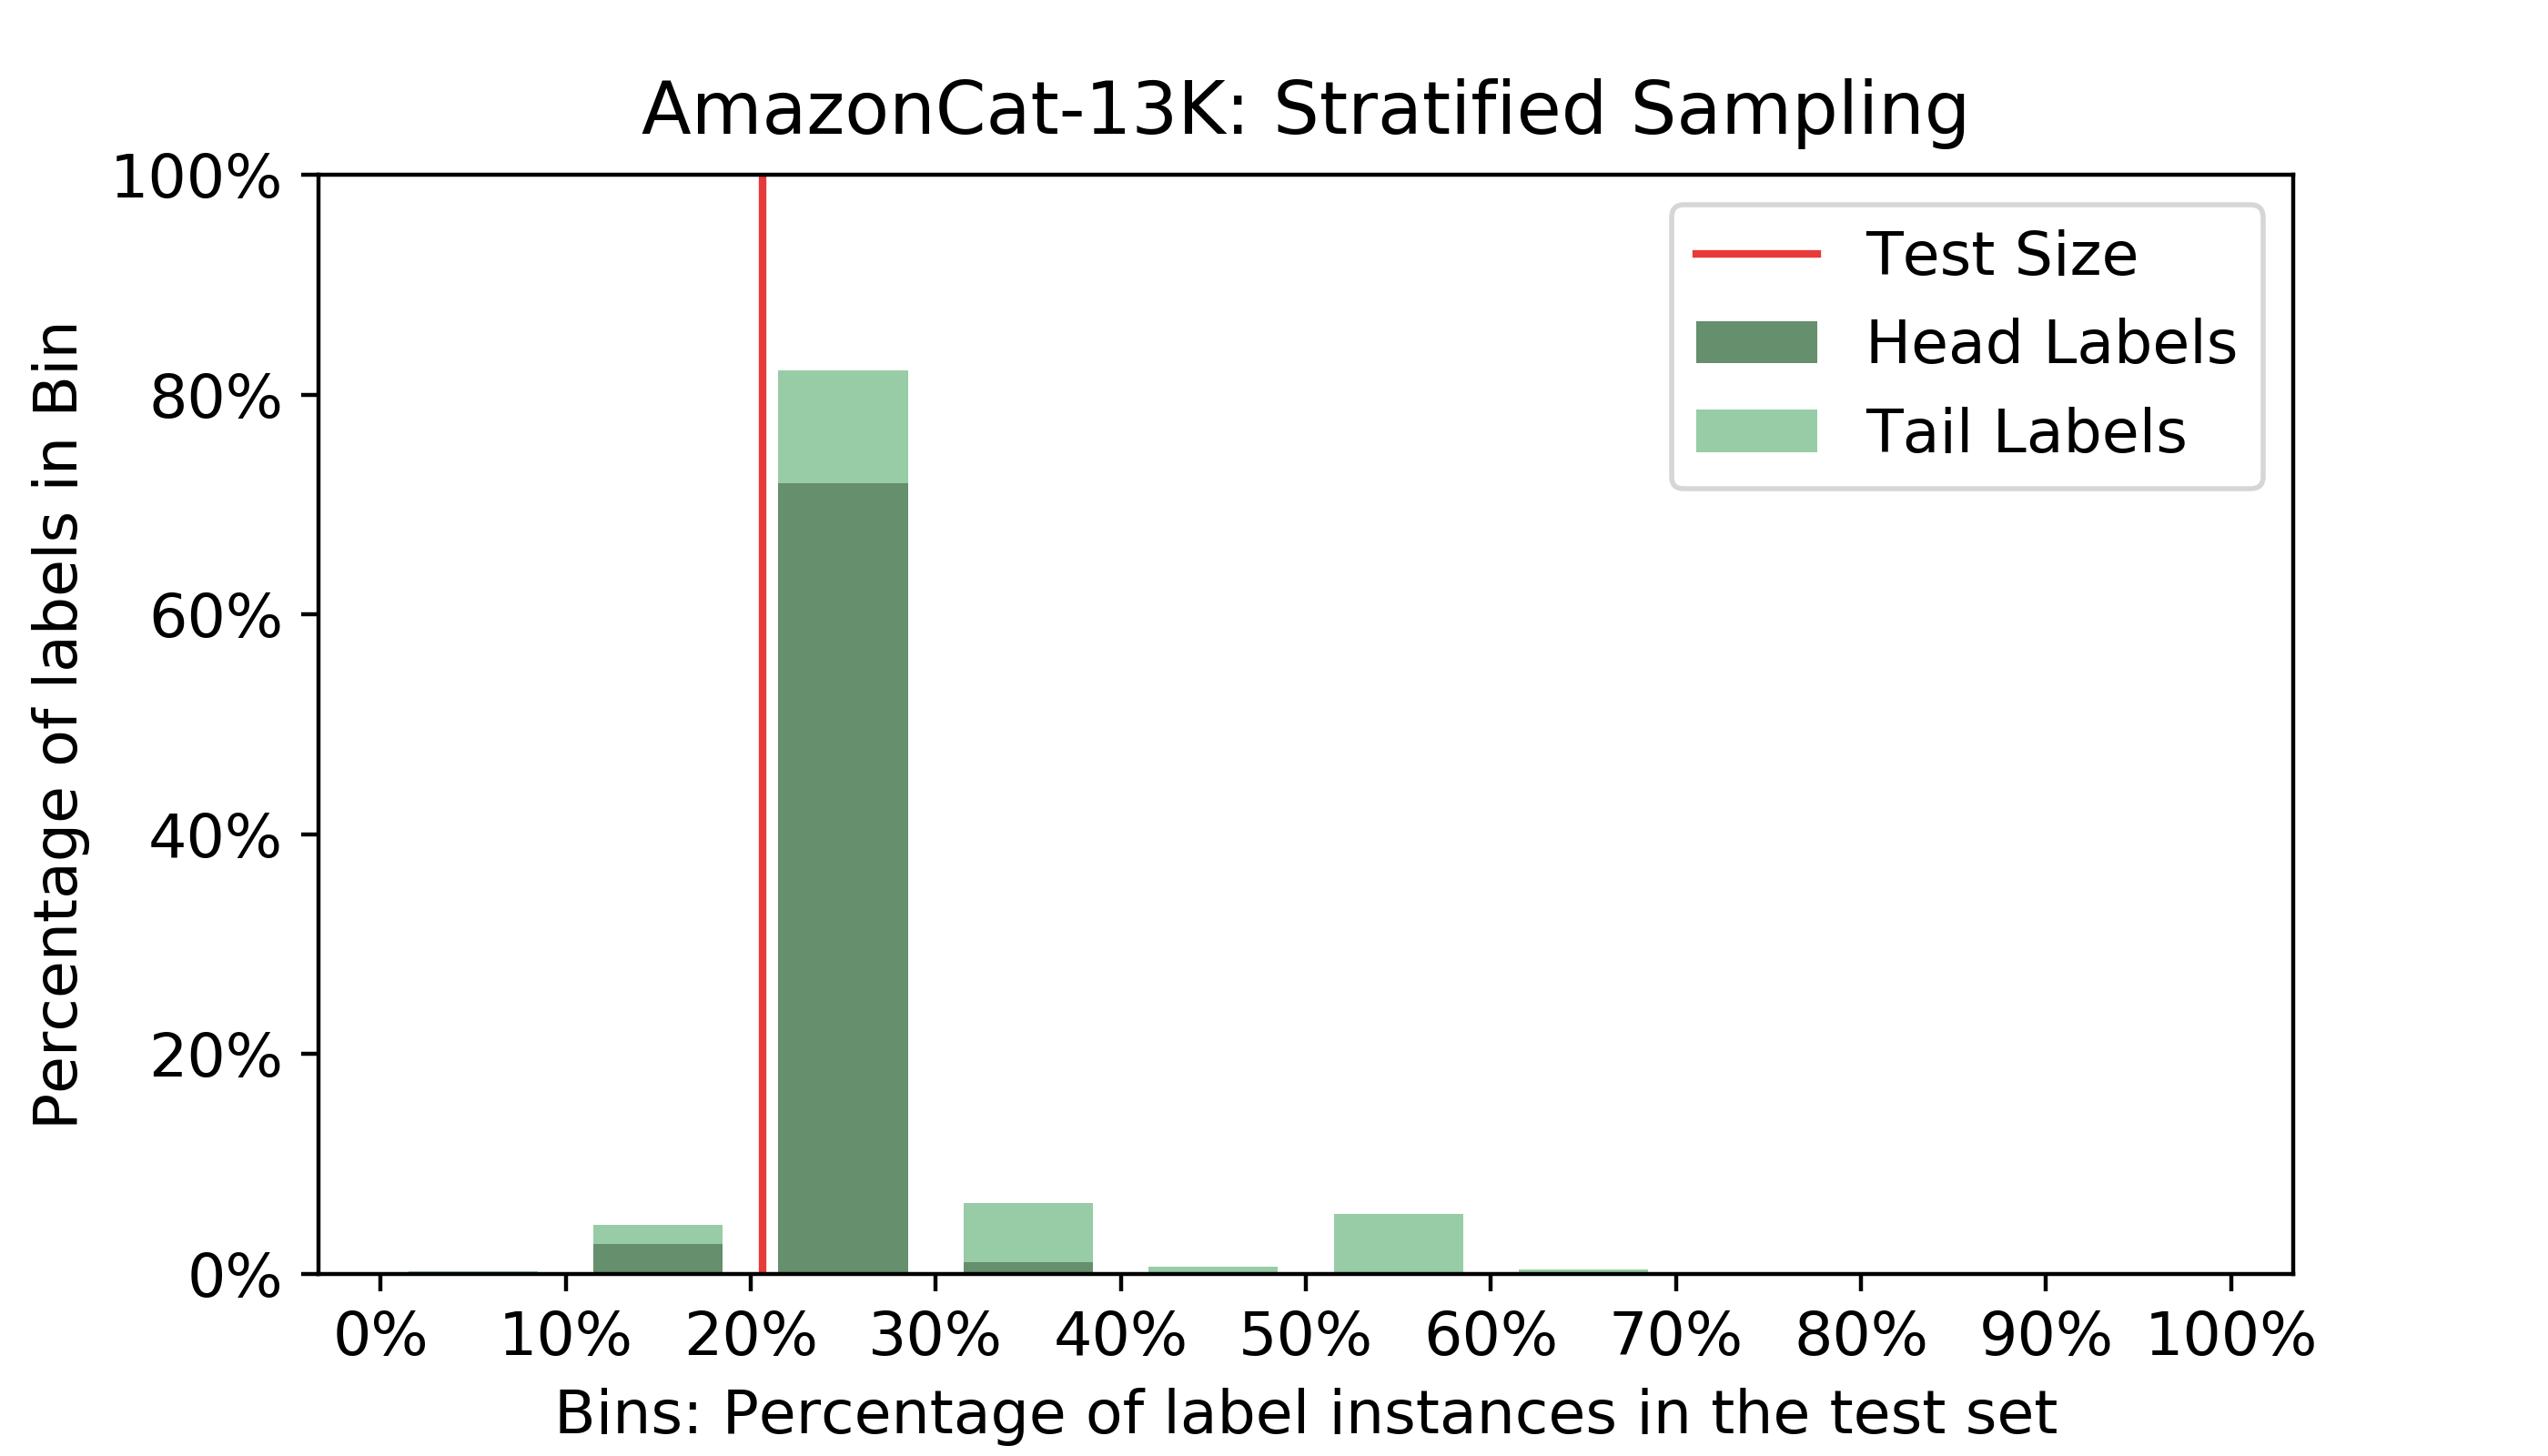 AmazonCat-13K: Stratified Sampling
100%
80%
60%
40%
20%
0%
Percentage of labels in Bin
Test Size
Head Labels
Tail Labels
0% 10% 20% 30% 40% 50% 60% 70% 80% 90% 100%
Bins: Percentage of label instances in the test set